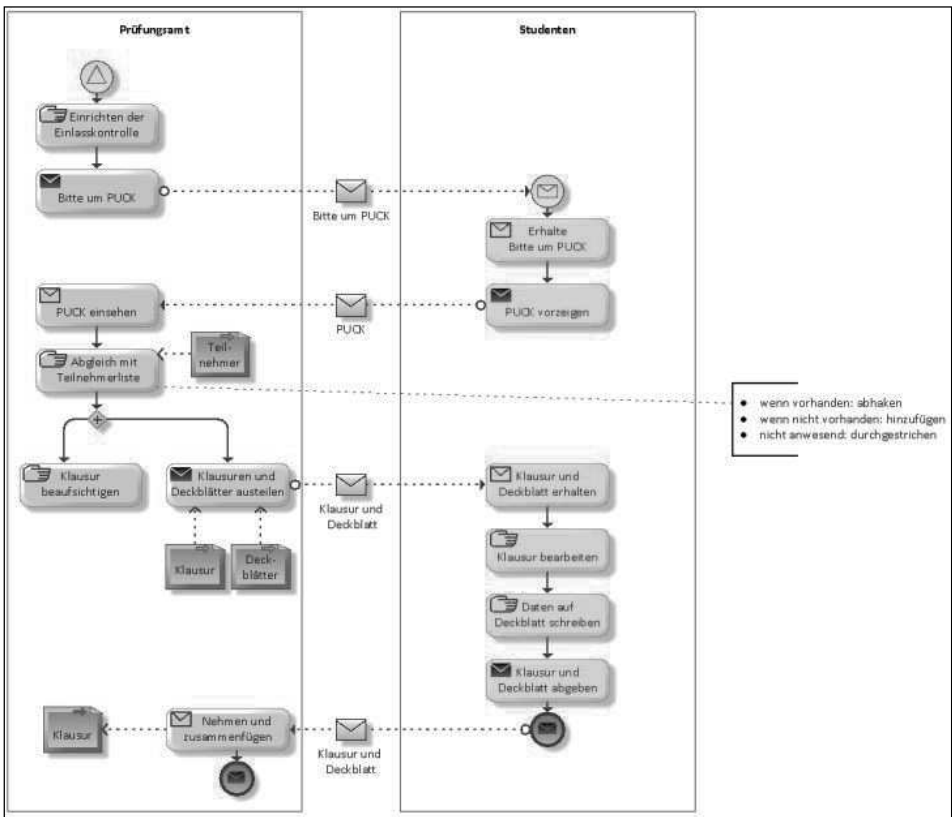 Prüfungsamt
Studenten
Einrichten der
Einlasskontrolle
Bitte um PUCK
Bitte um PUCK
Erhalte
Bitte um PUCK
PUCK einsehen
PUCK
PUCK vorzeigen
Abgleich mit
Teilnehmerliste
Teil-
nehmer
wenn vorhanden: abhaken
wenn nicht vorhanden: hinzufügen
nicht anwesend: durchgestrichen
Klausur
beaufsichtigen
Klausuren und
Deckblätter austeilen
Klausur und
Deckblatt
Klausur und
Deckblatt erhalten
Klausur
Deck-
blätter
Klausur bearbeiten
Daten auf
Deckblatt schreiben
Klausur und
Deckblatt abgeben
Klausur
Nehmen und
zusammenfügen
Klausur und
Deckblatt